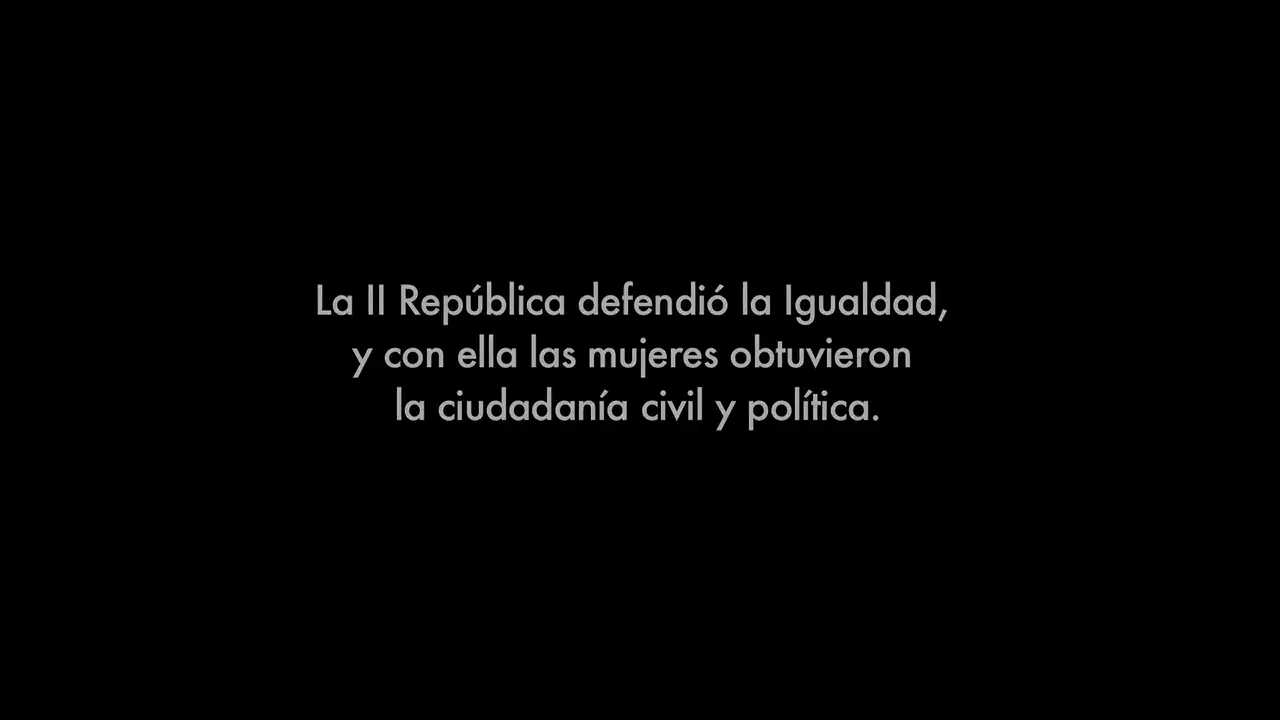 La II República defendió la Igualdad,
y con ella las mujeres obtuvieron
la ciudadanía civil y política.